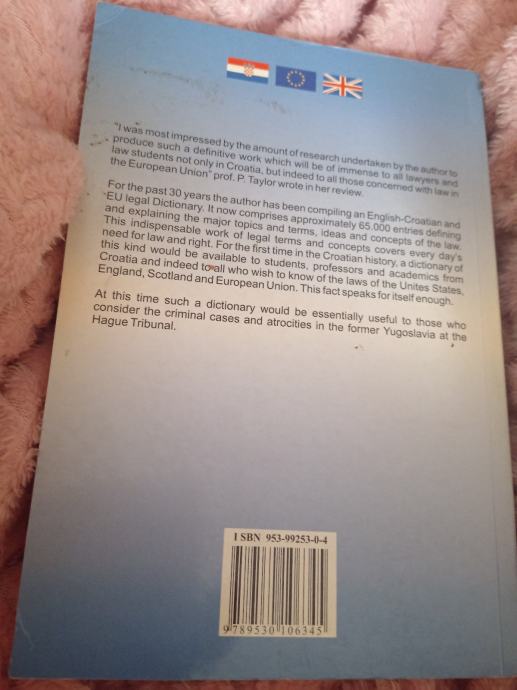 "I was most impressed by the amount of research undertaken by the author to
produce such a definitive work which will be of immense to all lawyers and
law students not only in Croatia, but indeed to all those concerned with law in
the European Union" prof. P. Taylor wrote in her review.
For the past 30 years the author has been compiling an English-Croatian and
EU legal Dictionary. It now comprises approximately 65.000 entries defining
and explaining the major topics and terms, ideas and concepts of the law.
This indispensable work of legal terms and concepts covers every day's
need for law and right. For the first time in the Croatian history, a dictionary of
this kind would be available to students, professors and academics from
Croatia and indeed to all who wish to know of the laws of the Unites States,
England, Scotland and European Union. This fact speaks for itself enough.
At this time such a dictionary would be essentially useful to those who
consider the criminal cases and atrocities in the former Yugoslavia at the
Hague Tribunal.
ISBN 953-99253-0-4
9 789530 106345